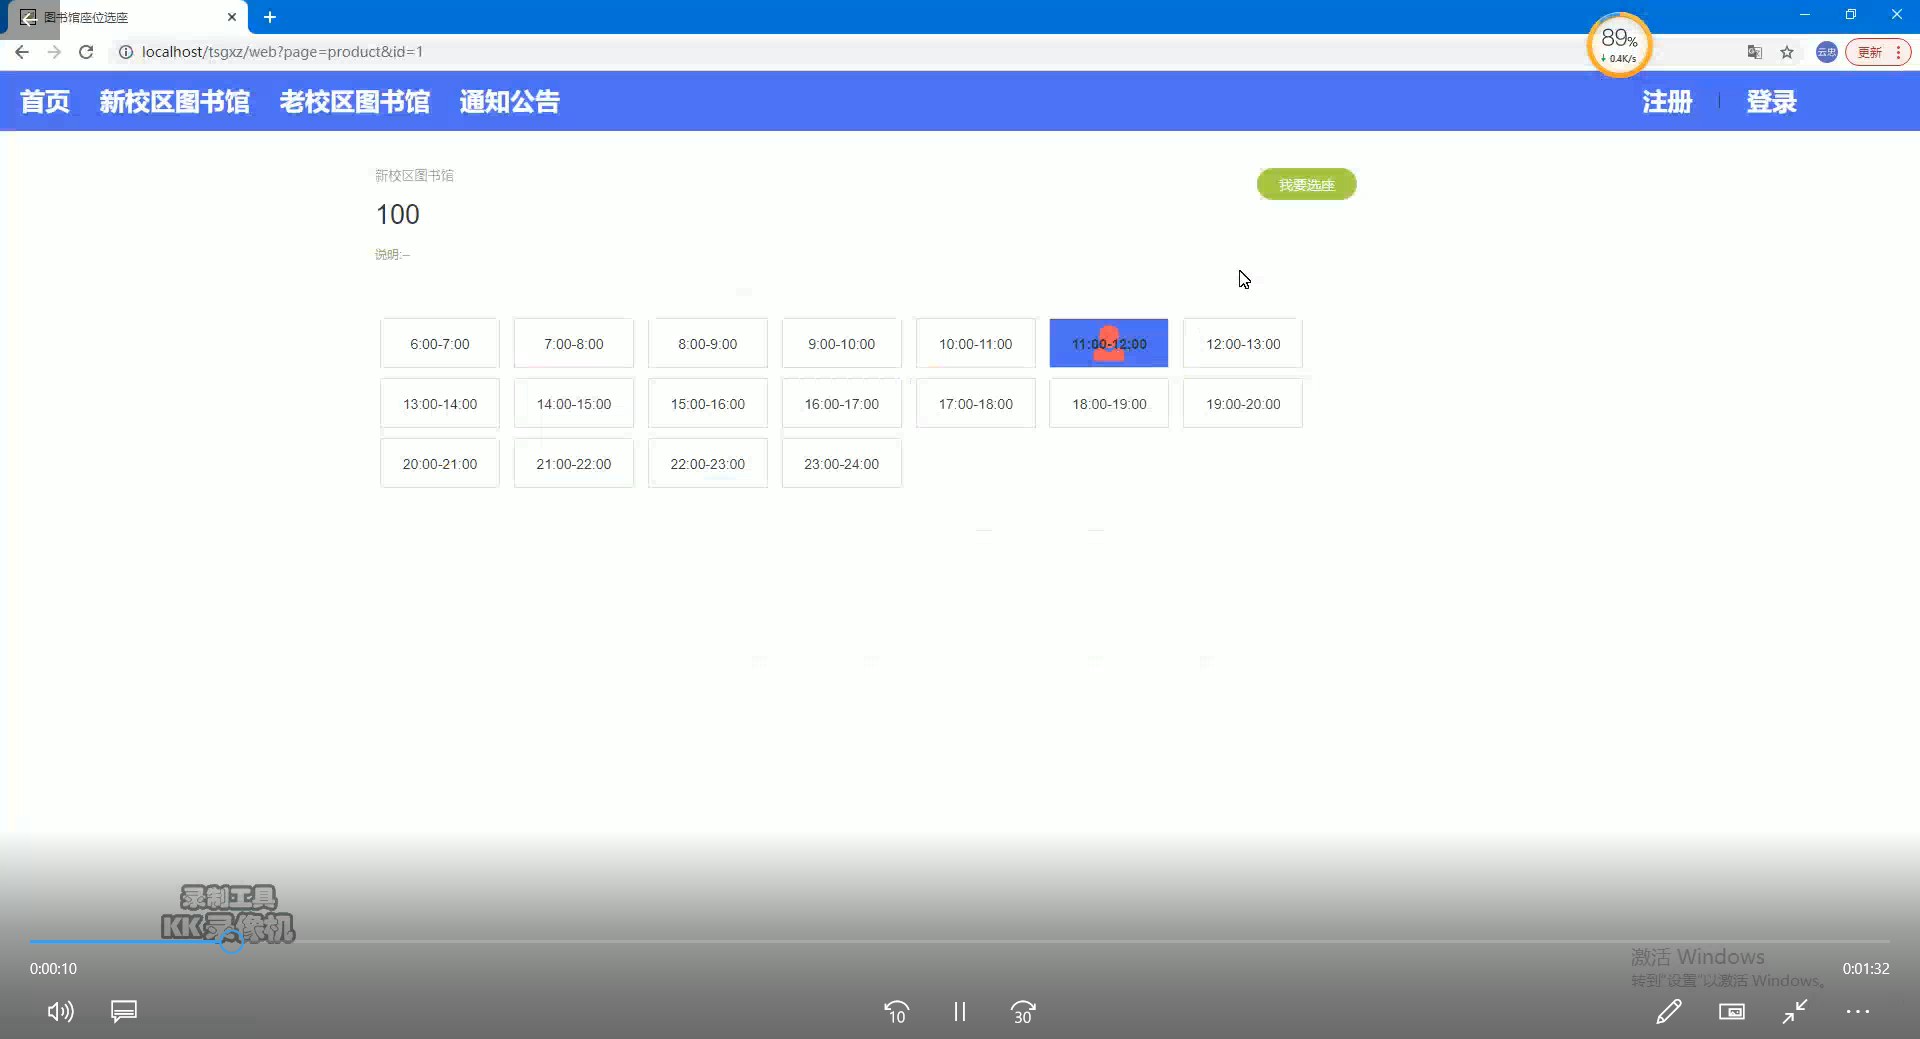 图书馆座位选座
localhost/tsgxz/web?page=product&id=1
89%
0.4K/s
云忠
更新
首页 新校区图书馆 老校区图书馆 通知公告 注册 登录
新校区图书馆
我要选座
100
说明:--
6:00-7:00 7:00-8:00 8:00-9:00 9:00-10:00 10:00-11:00 11:00-12:00 12:00-13:00
13:00-14:00 14:00-15:00 15:00-16:00 16:00-17:00 17:00-18:00 18:00-19:00 19:00-20:00
20:00-21:00 21:00-22:00 22:00-23:00 23:00-24:00
录制工具
KK录像机
激活 Windows
转到"设置"以激活 Windows。
0:00:10 0:01:32
10 30